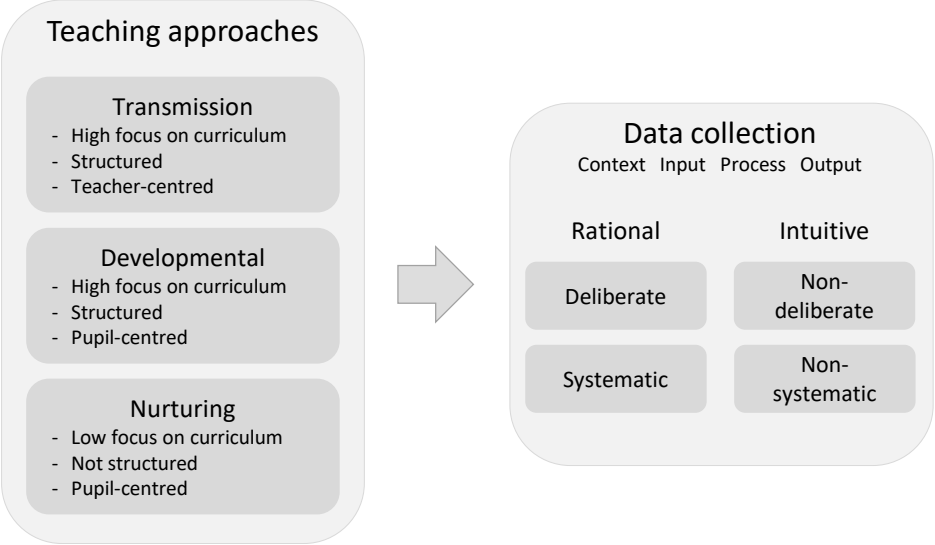 Teaching approaches
Transmission
- High focus on curriculum
- Structured
- Teacher-centred
Developmental
- High focus on curriculum
- Structured
- Pupil-centred
Nurturing
- Low focus on curriculum
- Not structured
- Pupil-centred
Data collection
Context Input Process Output
Rational Intuitive
Deliberate
Non-
deliberate
Systematic
Non-
systematic